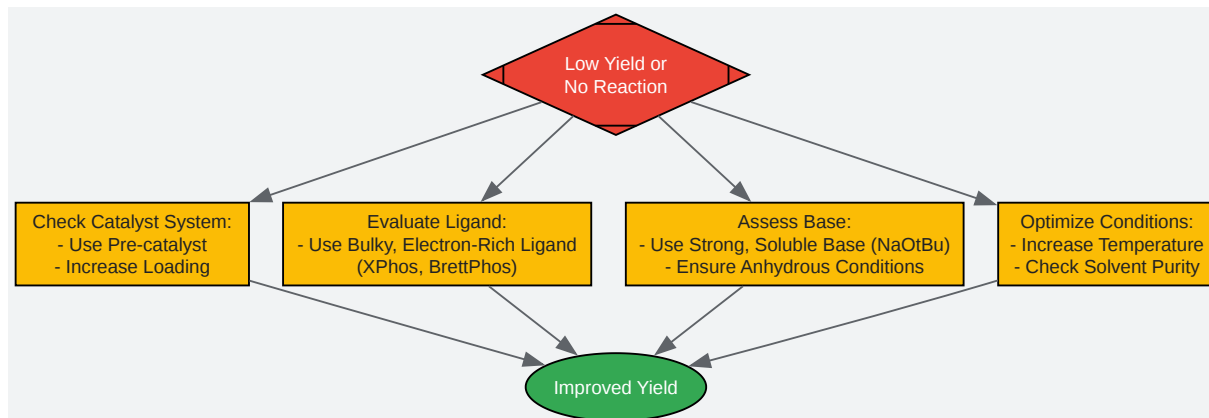 Low Yield or
No Reaction
Check Catalyst System:
- Use Pre-catalyst
- Increase Loading
Evaluate Ligand:
- Use Bulky, Electron-Rich Ligand
(XPhos, BrettPhos)
Assess Base:
- Use Strong, Soluble Base (NaOtBu)
- Ensure Anhydrous Conditions
Optimize Conditions:
- Increase Temperature
- Check Solvent Purity
Improved Yield